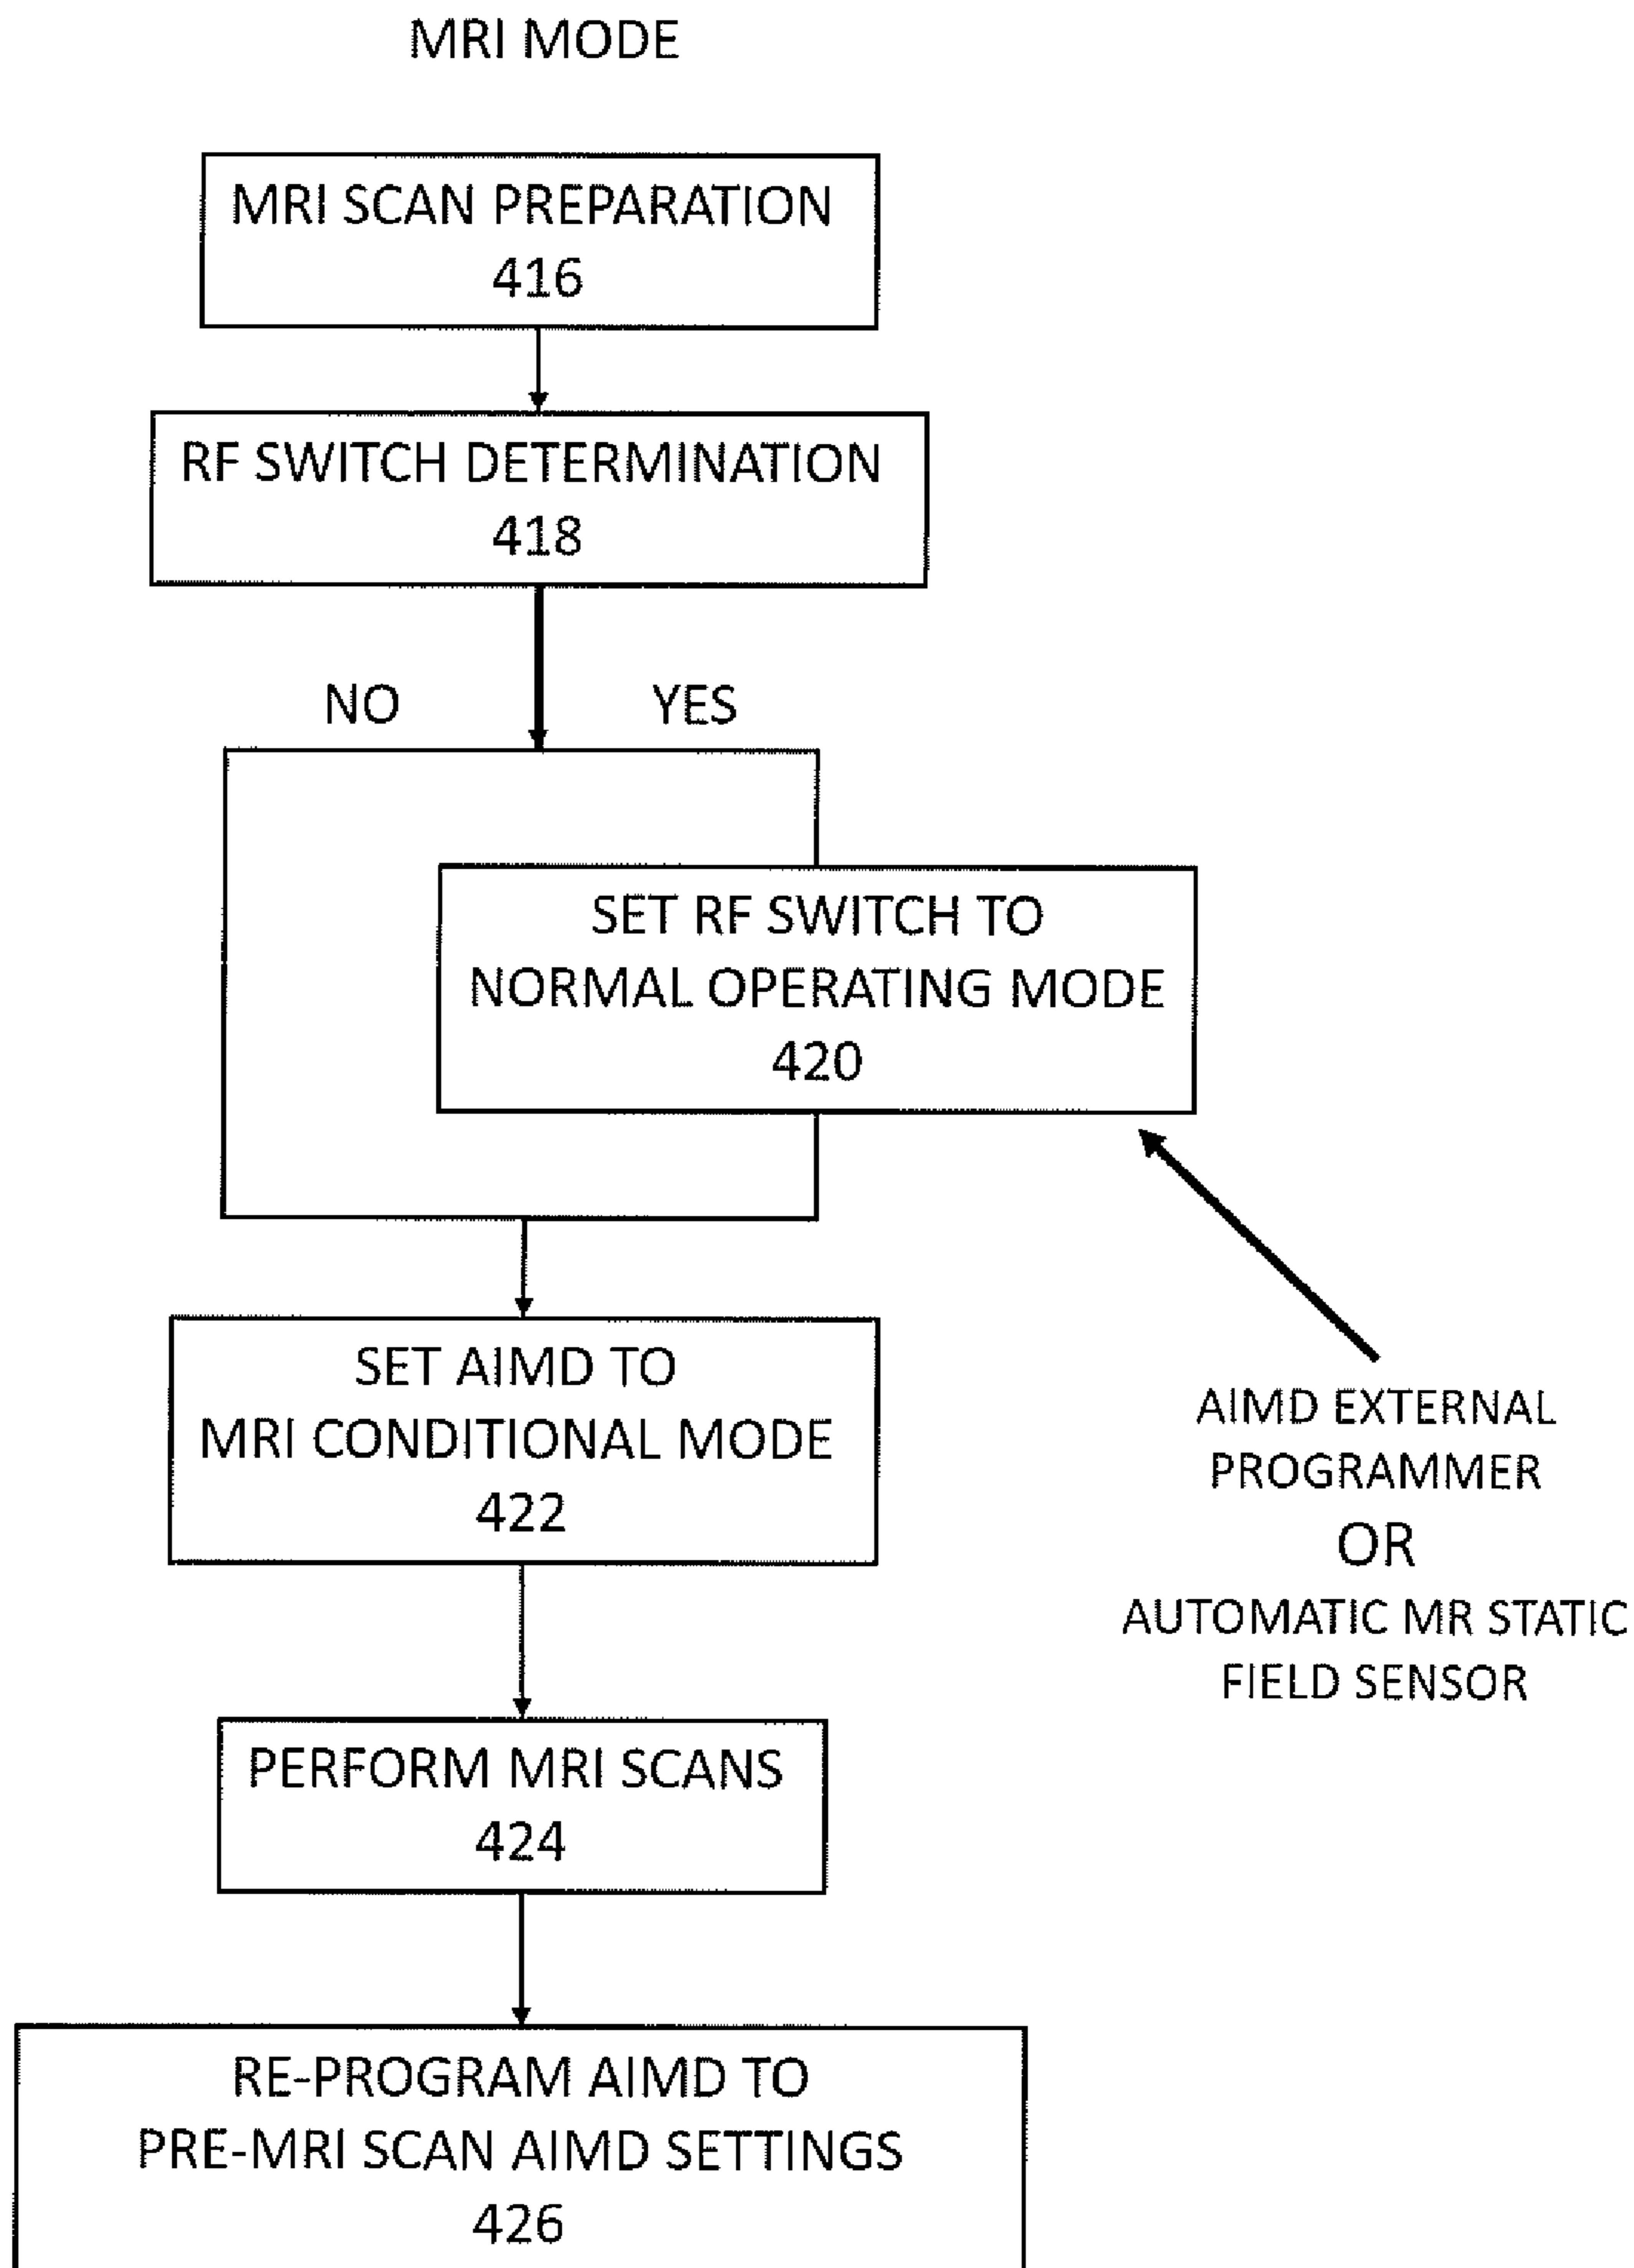 MRI MODE
MRI SCAN PREPARATION
416
RF SWITCH DETERMINATION
418
NO
YES
SET RF SWITCH TO
NORMAL OPERATING MODE
420
SET AIMD TO
MRI CONDITIONAL MODE
422
AIMD EXTERNAL
PROGRAMMER
OR
AUTOMATIC MR STATIC
FIELD SENSOR
PERFORM MRI SCANS
424
RE-PROGRAM AIMD TO
PRE-MRI SCAN AIMD SETTINGS
426